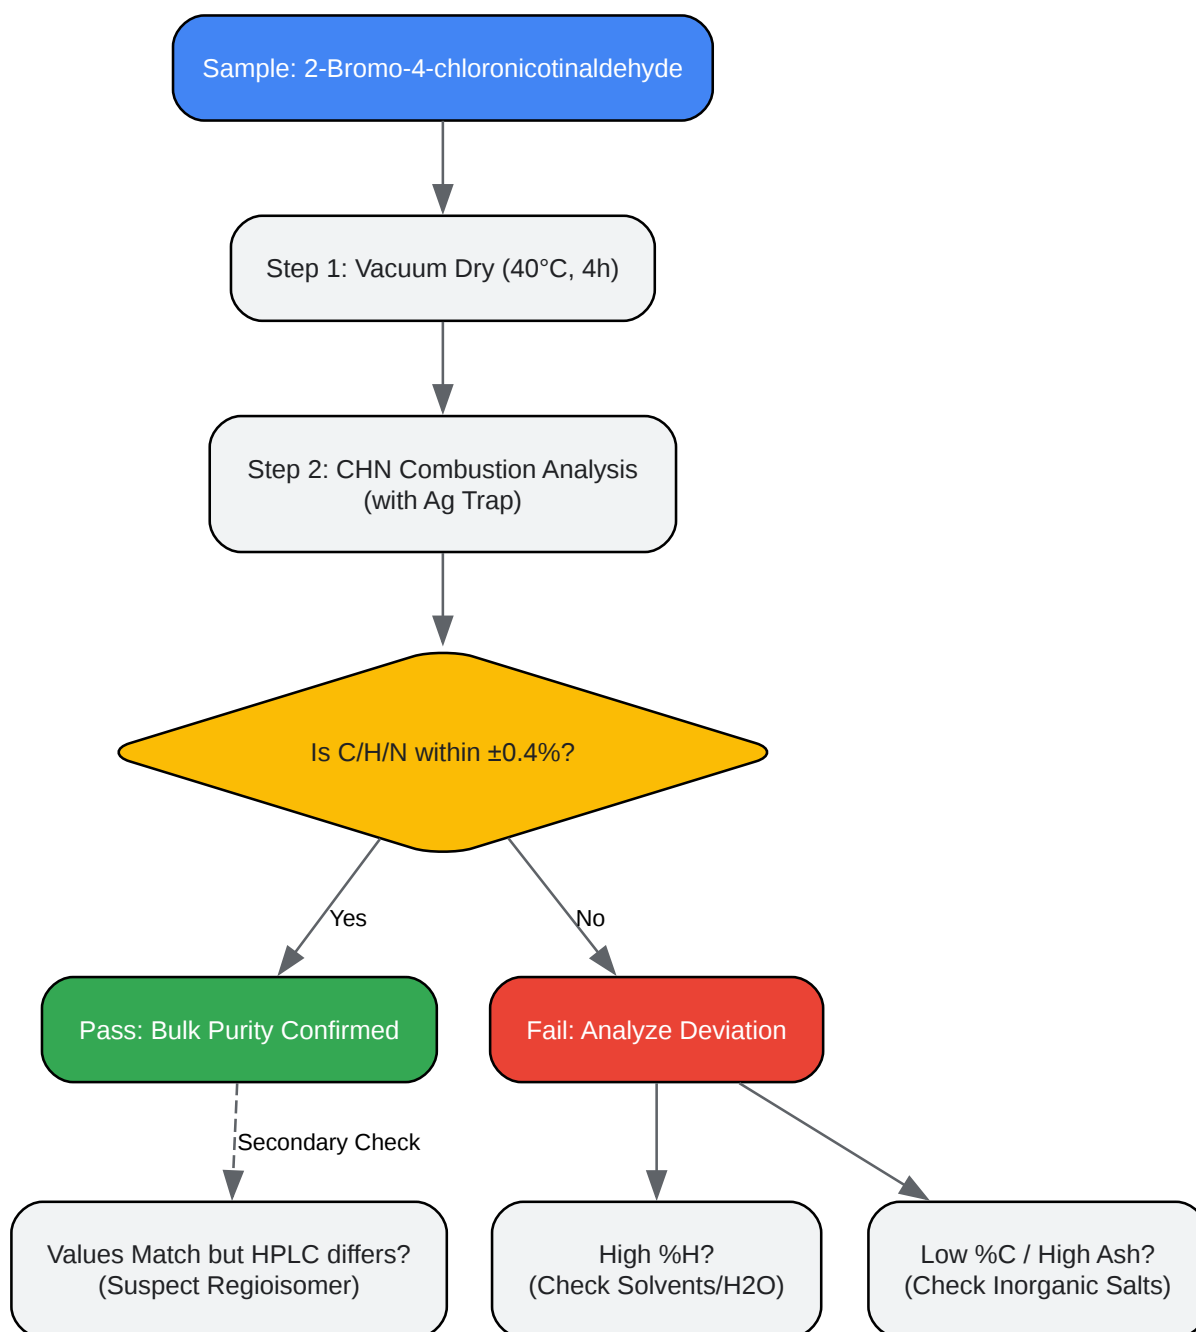 Sample: 2-Bromo-4-chloronicotinaldehyde
Step 1: Vacuum Dry (40°C, 4h)
Step 2: CHN Combustion Analysis
(with Ag Trap)
Is C/H/N within ±0.4%?
Yes
No
Pass: Bulk Purity Confirmed
Fail: Analyze Deviation
Secondary Check
Values Match but HPLC differs?
(Suspect Regioisomer)
High %H?
(Check Solvents/H2O)
Low %C / High Ash?
(Check Inorganic Salts)